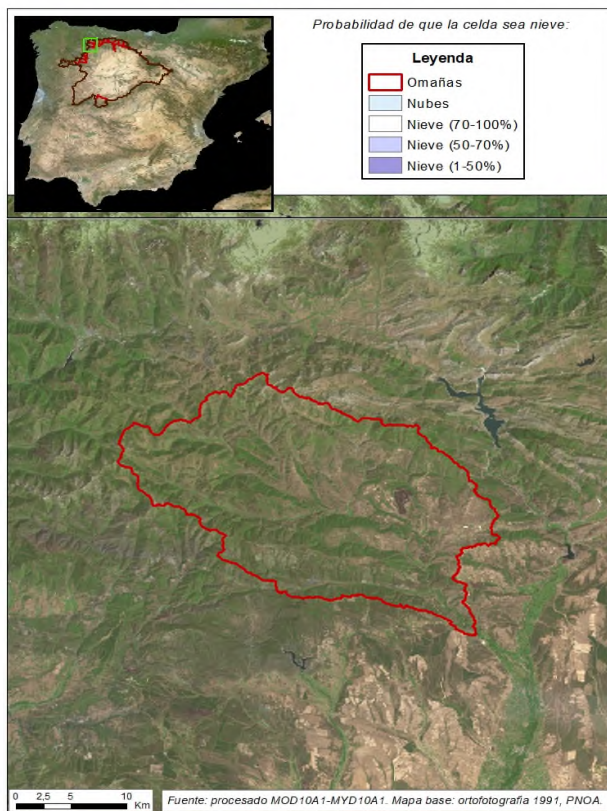 Probabilidad de que la celda sea nieve:
Leyenda
Omañas
Nubes
Nieve (70-100%)
Nieve (50-70%)
Nieve (1-50%)
0 2,5 5 10
Km
Fuente: procesado MOD10A1-MYD10A1. Mapa base: ortofotografía 1991, PNOA